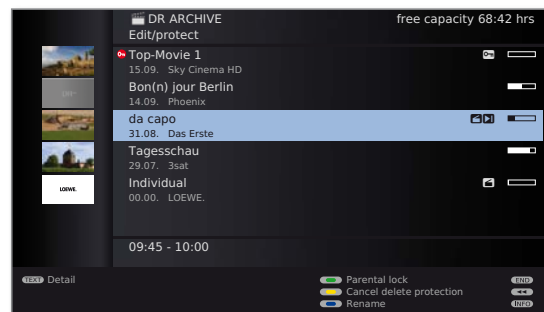 DR ARCHIVE
free capacity 68:42 hrs
Edit/protect
Top-Movie 1
15.09. Sky Cinema HD
Bon(n) jour Berlin
14.09. Phoenix
da capo
31.08. Das Erste
Tagesschau
29.07. 3sat
Individual
00.00. LOEWE.
LOEWE.
09:45 - 10:00
TEXT Detail
Parental lock
END
Cancel delete protection
Rename
INFO